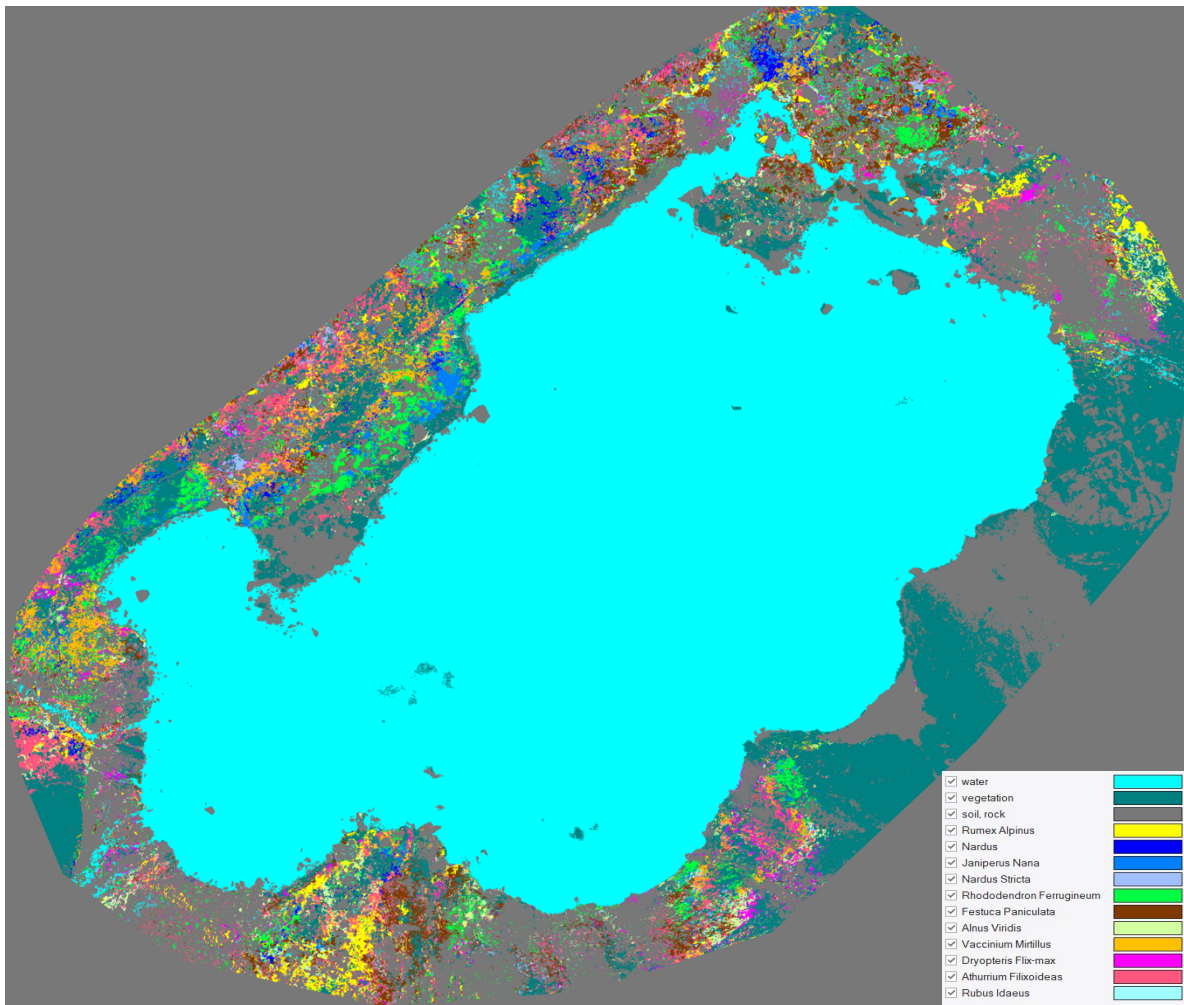 water
vegetation
soil, rock
Rumex Alpinus
Nardus
Janiperus Nana
Nardus Stricta
Rhododendron Ferrugineum
Festuca Paniculata
Alnus Viridis
Vaccinium Mirtillus
Dryopteris Flix-max
Athurrium Filixoideas
Rubus Idaeus